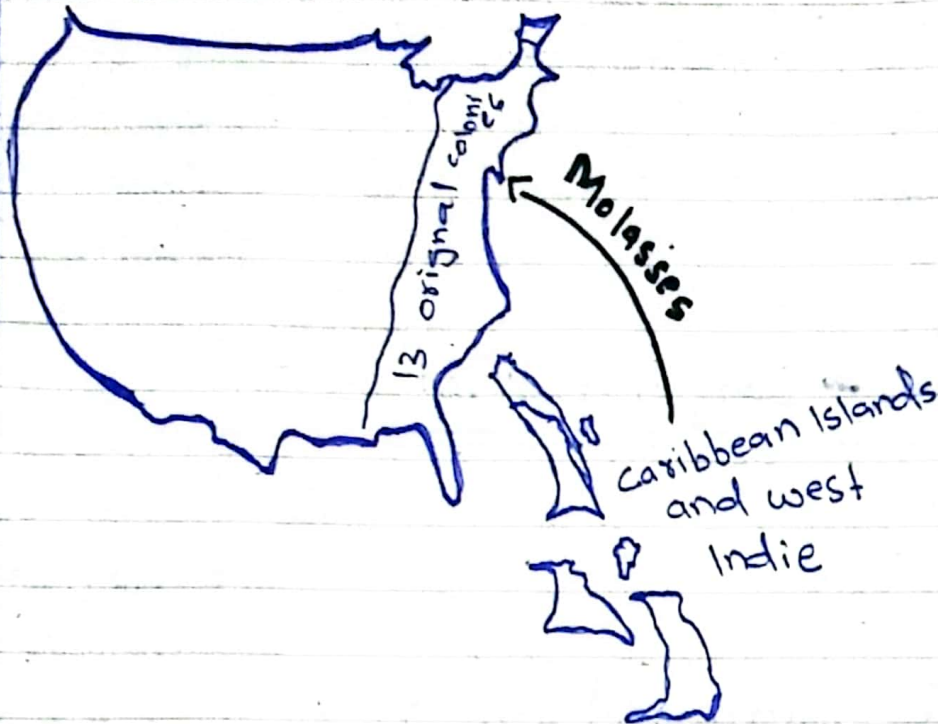 13 orignal colonies
Molasses
Caribbean Islands
and west
Indie